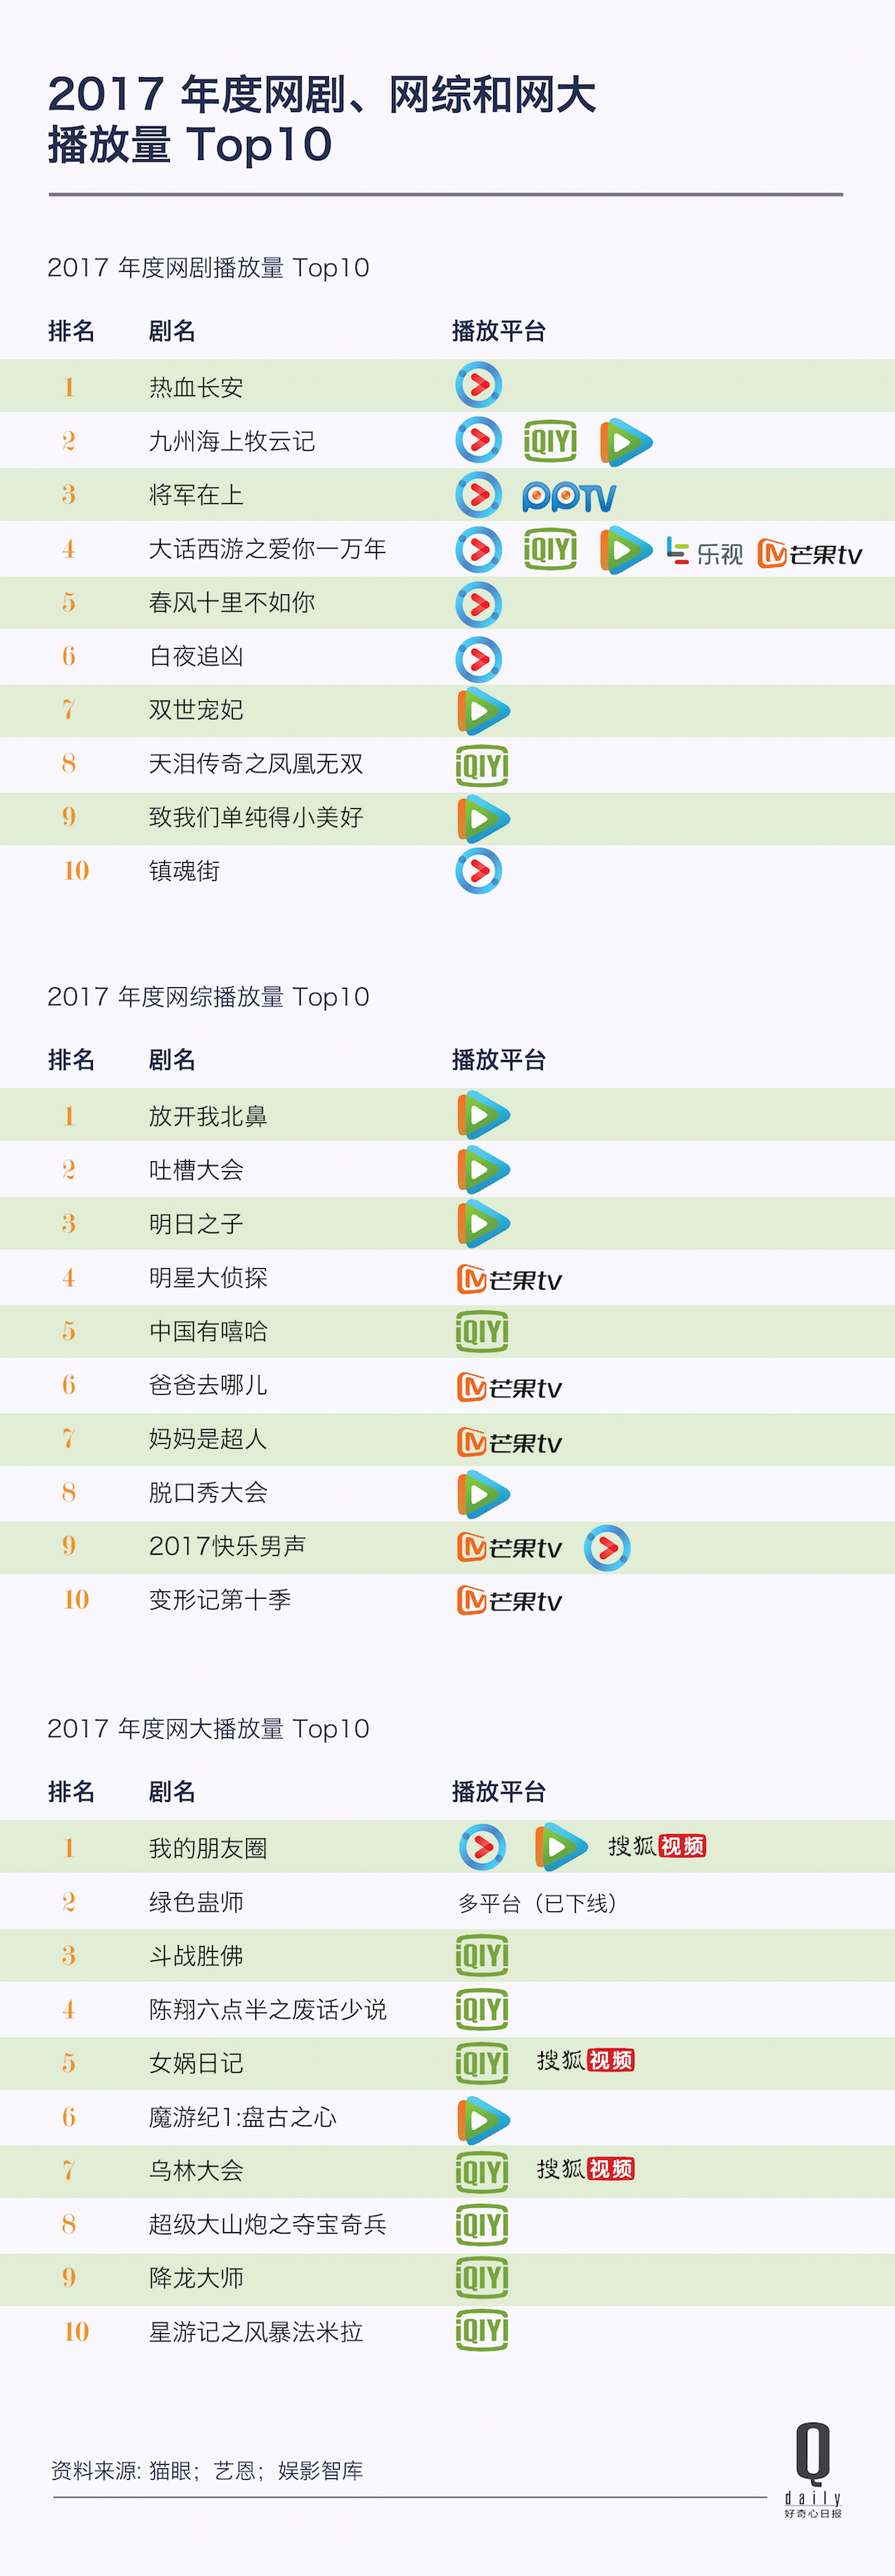 2017 年度网剧、网综和网大
播放量 Top10
2017 年度网剧播放量 Top10
排名 剧名 播放平台
1 热血长安
2 九州海上牧云记 iQIYI
3 将军在上 PPTV
4 大话西游之爱你一万年 iQIYI 乐视 芒果tv
5 春风十里不如你
6 白夜追凶
7 双世宠妃
8 天泪传奇之凤凰无双 iQIYI
9 致我们单纯得小美好
10 镇魂街
2017 年度网综播放量 Top10
排名 剧名 播放平台
1 放开我北鼻
2 吐槽大会
3 明日之子
4 明星大侦探 芒果tv
5 中国有嘻哈 iQIYI
6 爸爸去哪儿 芒果tv
7 妈妈是超人 芒果tv
8 脱口秀大会
9 2017快乐男声 芒果tv
10 变形记第十季 芒果tv
2017 年度网大播放量 Top10
排名 剧名 播放平台
1 我的朋友圈 搜狐视频
2 绿色蛊师 多平台（已下线）
3 斗战胜佛 iQIYI
4 陈翔六点半之废话少说 iQIYI
5 女娲日记 iQIYI 搜狐视频
6 魔游纪1:盘古之心
7 乌林大会 iQIYI 搜狐视频
8 超级大山炮之夺宝奇兵 iQIYI
9 降龙大师 iQIYI
10 星游记之风暴法米拉 iQIYI
资料来源: 猫眼；艺恩；娱影智库
Q
daily
好奇心日报